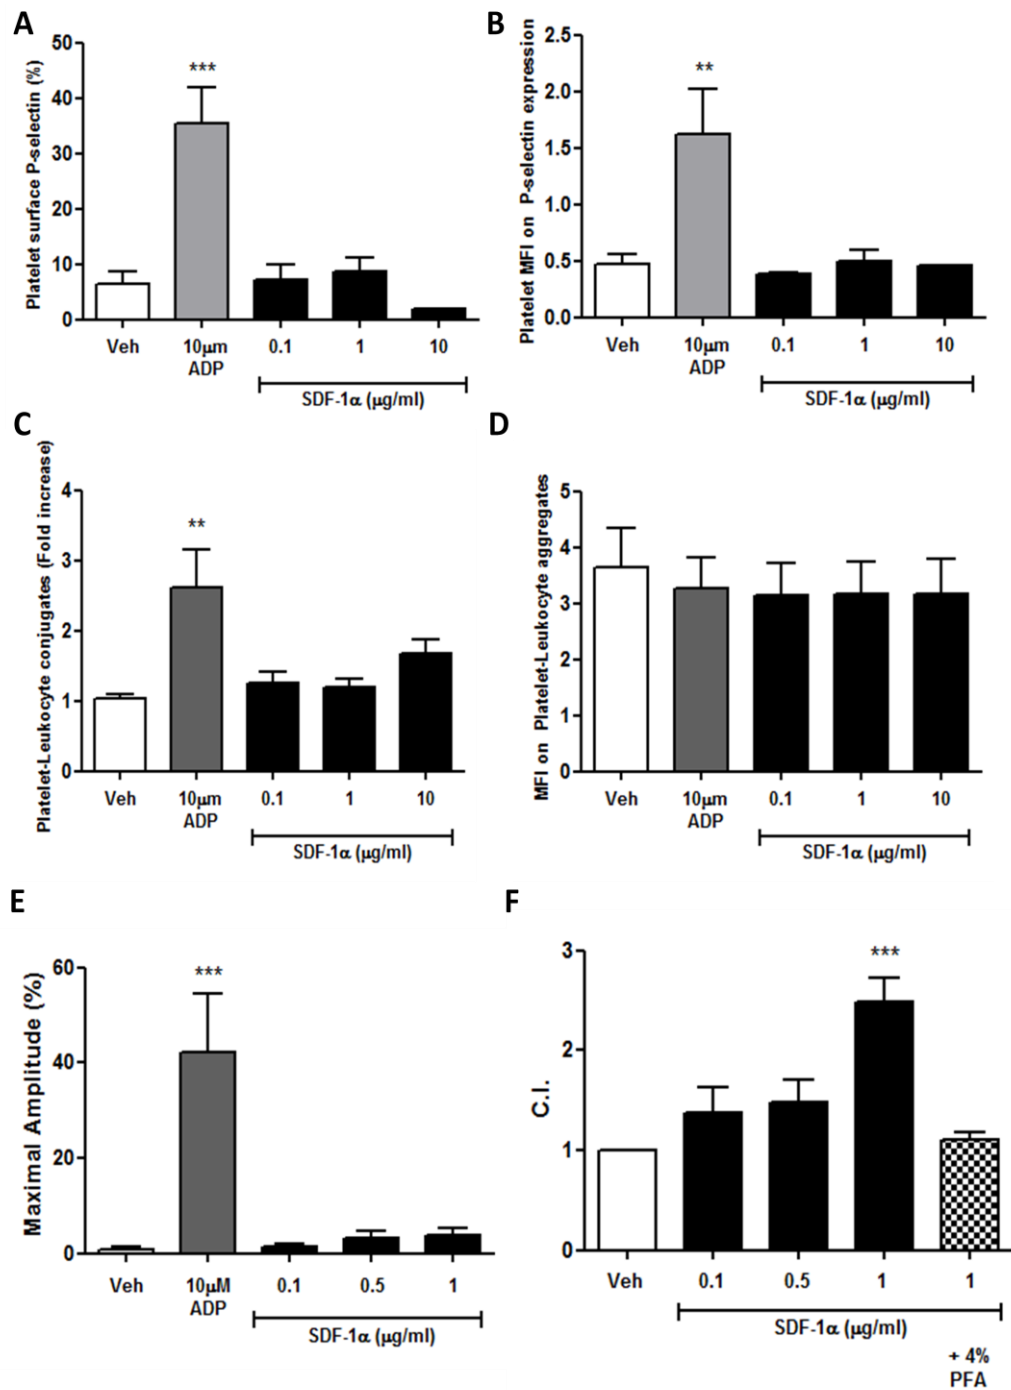 A
Platelet surface P-selectin (%)
50
40
30
20
10
0
***
Veh
10μm
ADP
0.1
1
10
SDF-1α (μg/ml)
B
Platelet MFI on P-selectin expression
2.5
2.0
1.5
1.0
0.5
0.0
**
Veh
10μm
ADP
0.1
1
10
SDF-1α (μg/ml)
C
Platelet-Leukocyte conjugates (Fold increase)
4
3
2
1
0
**
Veh
10μm
ADP
0.1
1
10
SDF-1α (μg/ml)
D
MFI on Platelet-Leukocyte aggregates
5
4
3
2
1
0
Veh
10μm
ADP
0.1
1
10
SDF-1α (μg/ml)
E
Maximal Amplitude (%)
60
40
20
0
***
Veh
10μM
ADP
0.1
0.5
1
SDF-1α (μg/ml)
F
C.I.
3
2
1
0
***
Veh
0.1
0.5
1
1
SDF-1α (μg/ml)
+ 4%
PFA